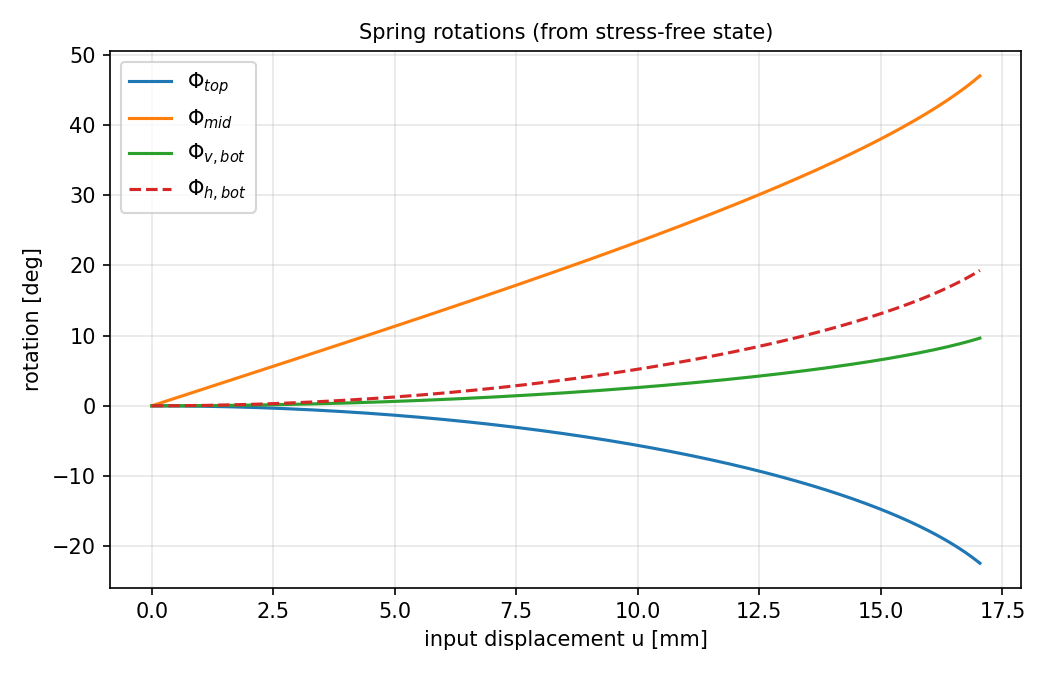 Spring rotations (from stress-free state)
Φ_top
Φ_mid
Φ_v,bot
Φ_h,bot
rotation [deg]
50
40
30
20
10
0
−10
−20
0.0 2.5 5.0 7.5 10.0 12.5 15.0 17.5
input displacement u [mm]